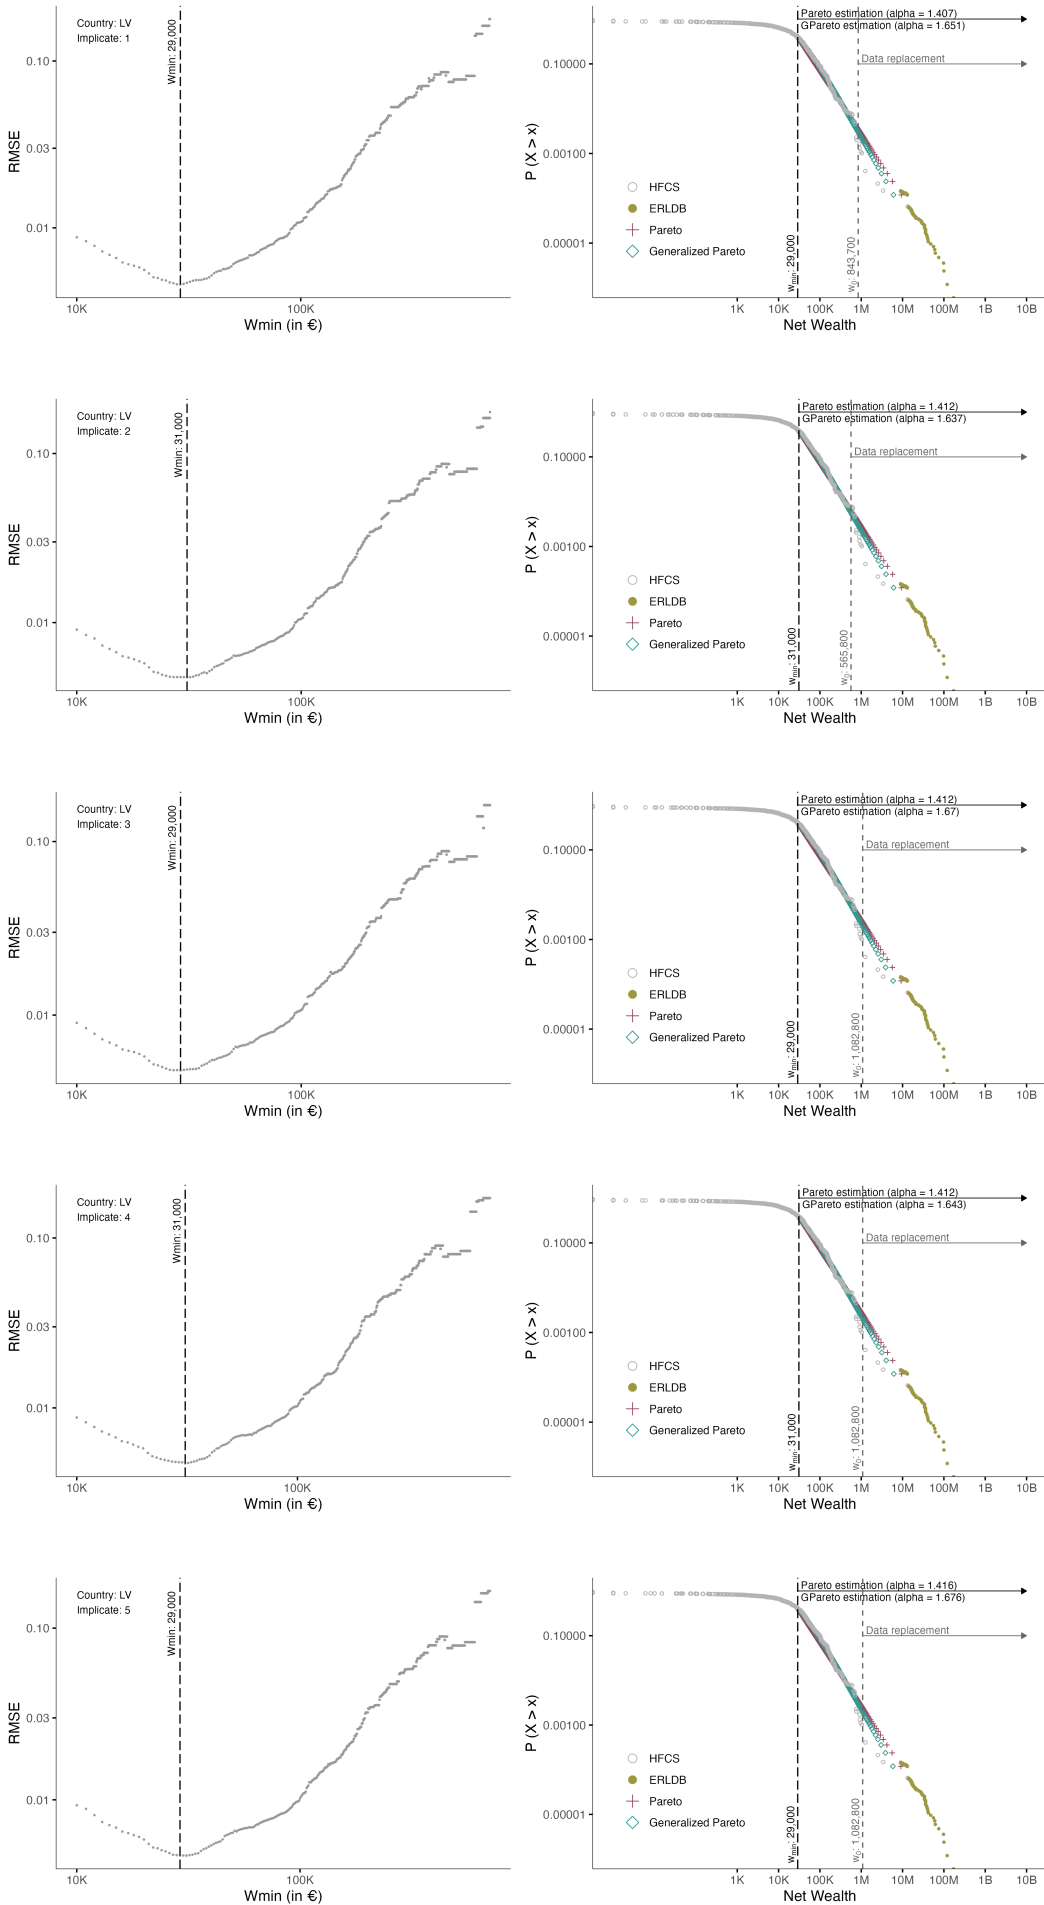 Country: LV
Implicate: 1
Wmin: 29,000
0.10
0.03
0.01
RMSE
10K
100K
Wmin (in €)
Pareto estimation (alpha = 1.407)
GPareto estimation (alpha = 1.651)
Data replacement
0.10000
0.00100
0.00001
P (X > x)
HFCS
ERLDB
Pareto
Generalized Pareto
wmin: 29,000
w0: 843,700
1K 10K 100K 1M 10M 100M 1B 10B
Net Wealth
Country: LV
Implicate: 2
Wmin: 31,000
0.10
0.03
0.01
RMSE
10K
100K
Wmin (in €)
Pareto estimation (alpha = 1.412)
GPareto estimation (alpha = 1.637)
Data replacement
0.10000
0.00100
0.00001
P (X > x)
HFCS
ERLDB
Pareto
Generalized Pareto
wmin: 31,000
w0: 565,800
1K 10K 100K 1M 10M 100M 1B 10B
Net Wealth
Country: LV
Implicate: 3
Wmin: 29,000
0.10
0.03
0.01
RMSE
10K
100K
Wmin (in €)
Pareto estimation (alpha = 1.412)
GPareto estimation (alpha = 1.67)
Data replacement
0.10000
0.00100
0.00001
P (X > x)
HFCS
ERLDB
Pareto
Generalized Pareto
wmin: 29,000
w0: 1,082,800
1K 10K 100K 1M 10M 100M 1B 10B
Net Wealth
Country: LV
Implicate: 4
Wmin: 31,000
0.10
0.03
0.01
RMSE
10K
100K
Wmin (in €)
Pareto estimation (alpha = 1.412)
GPareto estimation (alpha = 1.643)
Data replacement
0.10000
0.00100
0.00001
P (X > x)
HFCS
ERLDB
Pareto
Generalized Pareto
wmin: 31,000
w0: 1,082,800
1K 10K 100K 1M 10M 100M 1B 10B
Net Wealth
Country: LV
Implicate: 5
Wmin: 29,000
0.10
0.03
0.01
RMSE
10K
100K
Wmin (in €)
Pareto estimation (alpha = 1.416)
GPareto estimation (alpha = 1.676)
Data replacement
0.10000
0.00100
0.00001
P (X > x)
HFCS
ERLDB
Pareto
Generalized Pareto
wmin: 29,000
w0: 1,082,800
1K 10K 100K 1M 10M 100M 1B 10B
Net Wealth